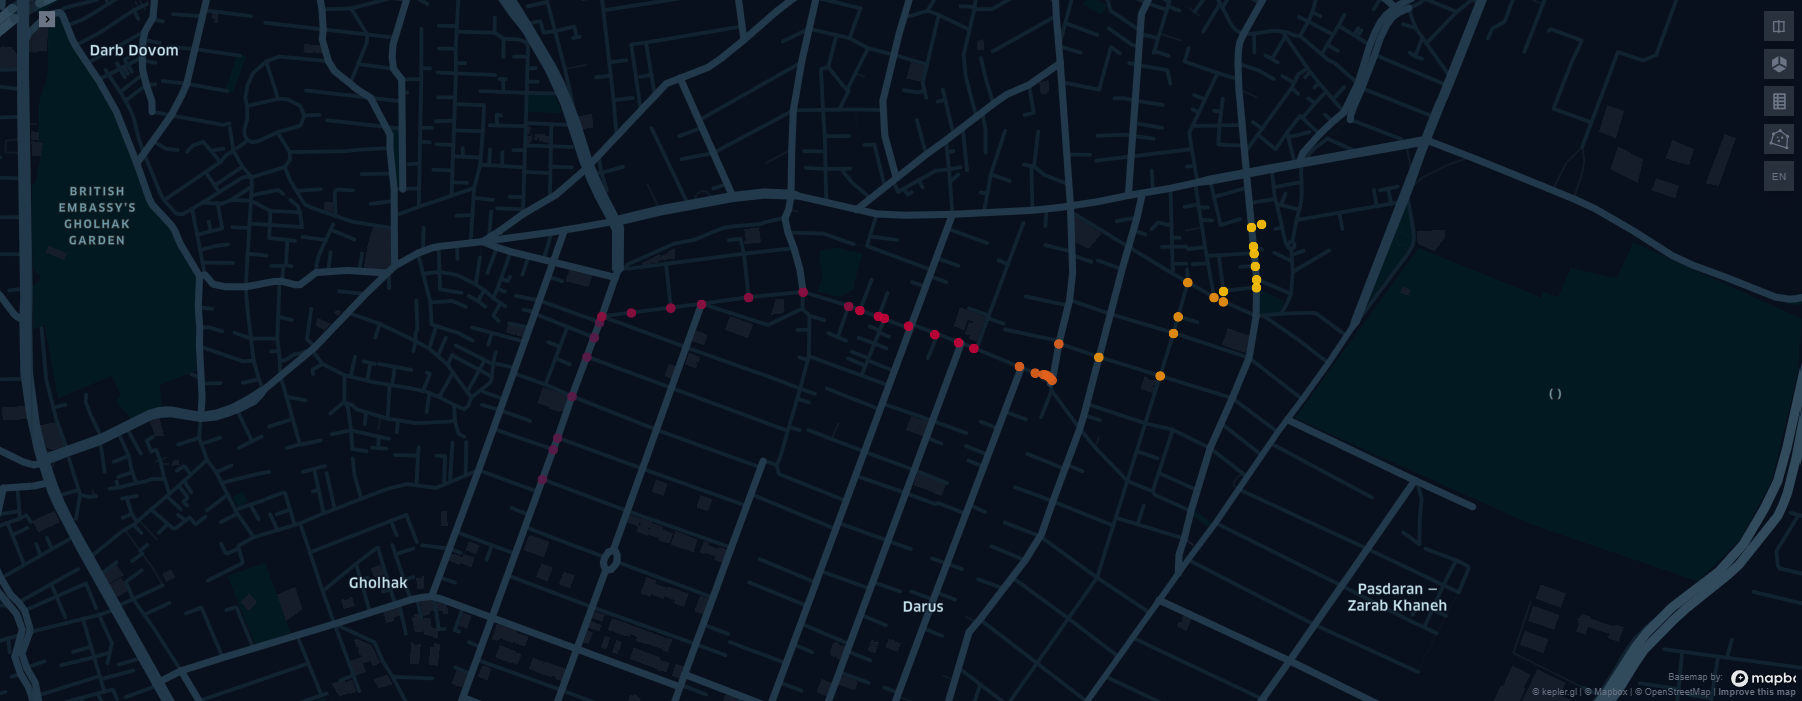 Darb Dovom
BRITISH
EMBASSY'S
GHOLHAK
GARDEN
EN
( )
Gholhak
Darus
Pasdaran –
Zarab Khaneh
Basemap by:
mapbo
© kepler.gl | © Mapbox | © OpenStreetMap | Improve this map